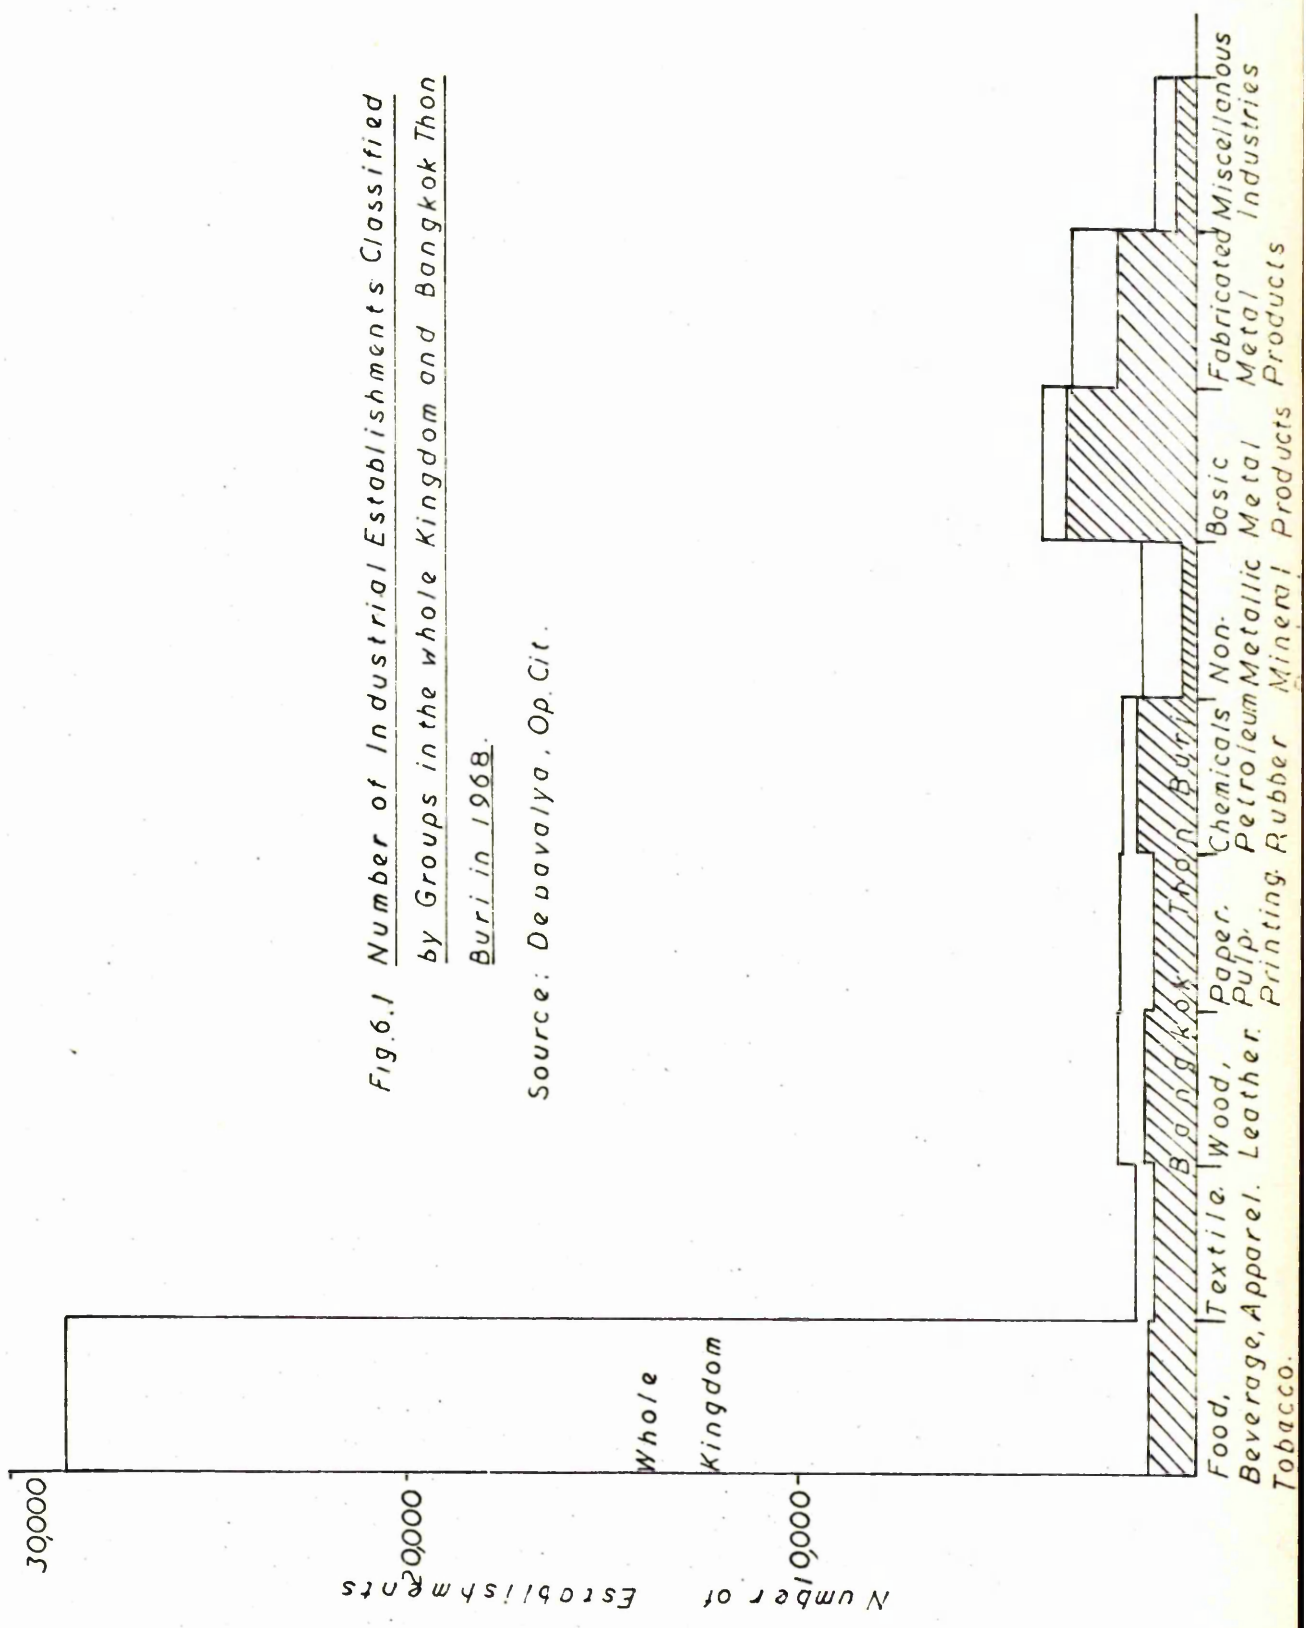 30,000
20,000
10,000
Number of Establishments
Fig.6.1 Number of Industrial Establishments Classified
by Groups in the whole Kingdom and Bangkok Thon
Buri in 1968.
Source: Devavalya, Op.Cit.
Whole
Kingdom
Bangkok Thon Buri
Food,
Beverage,
Tobacco.
Textile.
Apparel.
Wood,
Leather.
Paper.
Pulp.
Printing.
Chemicals
Petroleum
Rubber
Non-
Metallic
Mineral
Products
Basic
Metal
Products
Fabricated
Metal
Products
Miscellanous
Industries